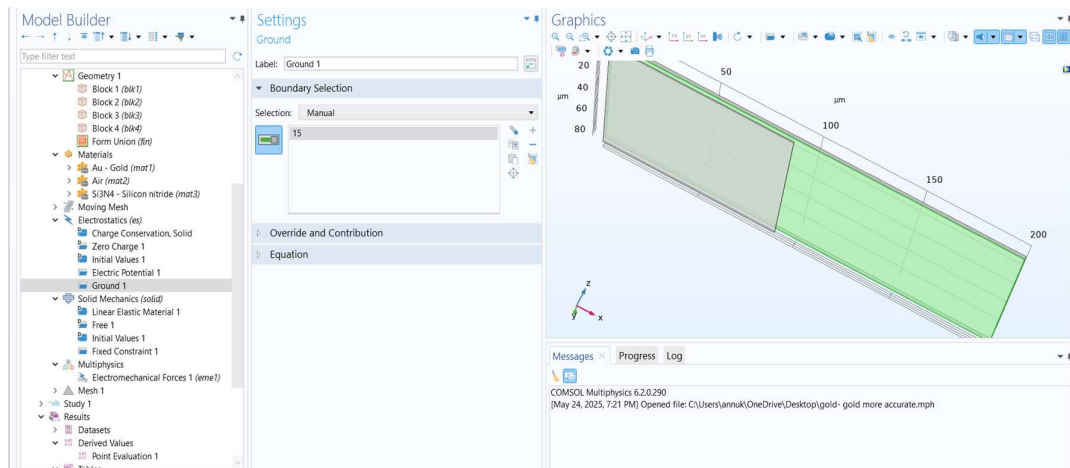 Model Builder
Type filter text
Geometry 1
Block 1 (blk1)
Block 2 (blk2)
Block 3 (blk3)
Block 4 (blk4)
Form Union (fin)
Materials
Au - Gold (mat1)
Air (mat2)
Si3N4 - Silicon nitride (mat3)
Moving Mesh
Electrostatics (es)
Charge Conservation, Solid
Zero Charge 1
Initial Values 1
Electric Potential 1
Ground 1
Solid Mechanics (solid)
Linear Elastic Material 1
Free 1
Initial Values 1
Fixed Constraint 1
Multiphysics
Electromechanical Forces 1 (eme1)
Mesh 1
Study 1
Results
Datasets
Derived Values
Point Evaluation 1
Tables
Settings
Ground
Label: Ground 1
Boundary Selection
Selection: Manual
15
Override and Contribution
Equation
Graphics
20
40
µm
60
80
50
µm
100
150
200
z
y
x
Messages
Progress
Log
COMSOL Multiphysics 6.2.0.290
[May 24, 2025, 7:21 PM] Opened file: C:\Users\annuk\OneDrive\Desktop\gold- gold more accurate.mph